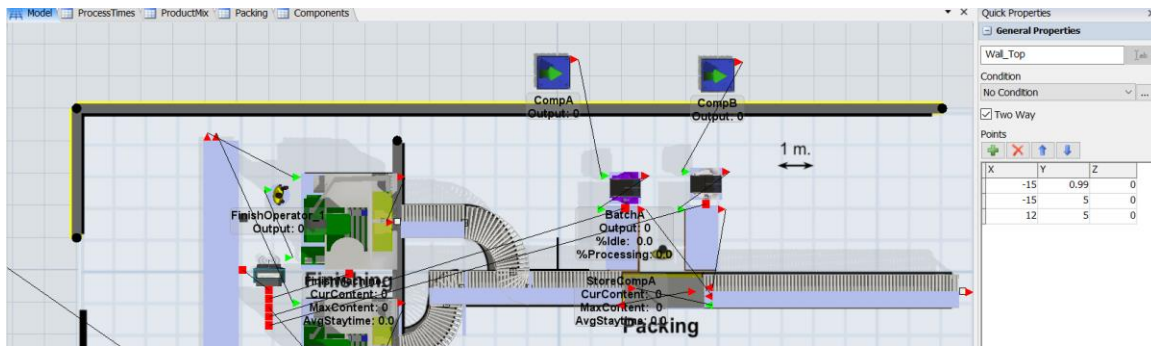 Model ProcessTimes ProductMix Packing Components
Quick Properties
General Properties
Wall_Top
Condition
No Condition
...
Two Way
Points
X Y Z
-15 0.99 0
-15 5 0
12 5 0
CompA
Output: 0
CompB
Output: 0
1 m.
FinishOperator_1
Output: 0
BatchA
Output: 0
%Idle: 0.0
%Processing: 0.0
Finishing
CurContent: 0
MaxContent: 0
AvgStaytime: 0.0
StoreCompA
CurContent: 0
MaxContent: 0
AvgStaytime: 0.0
Packing